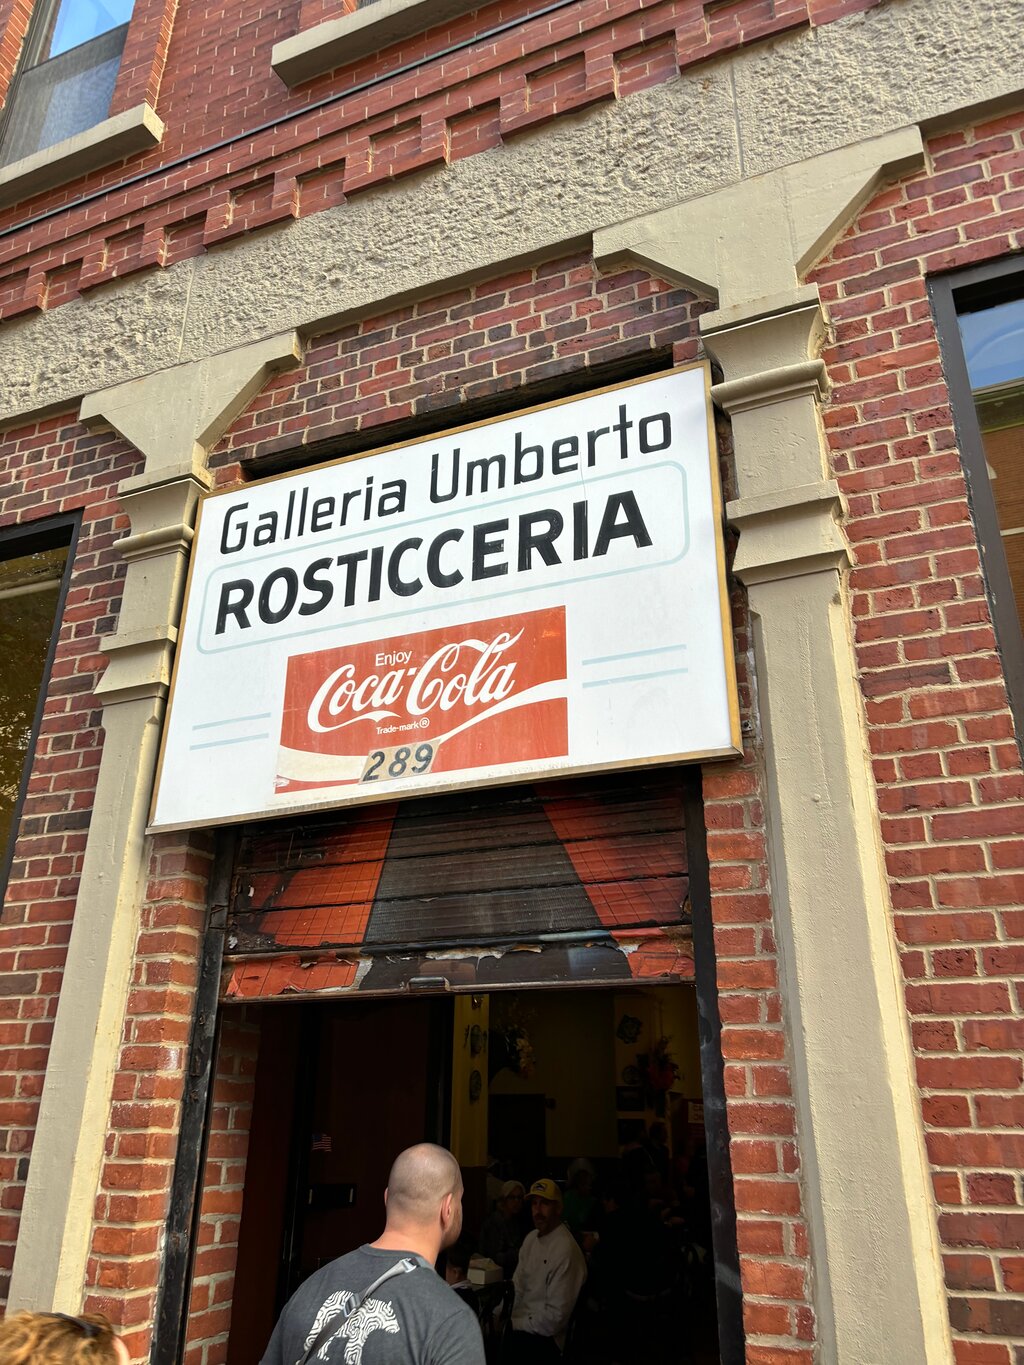 Galleria Umberto
ROSTICCERIA
Enjoy
Coca-Cola
Trade-mark®
289